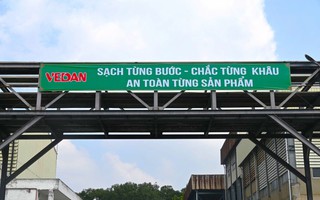 VEDAN
SẠCH TỪNG BƯỚC - CHẮC TỪNG KHÂU
AN TOÀN TỪNG SẢN PHẨM